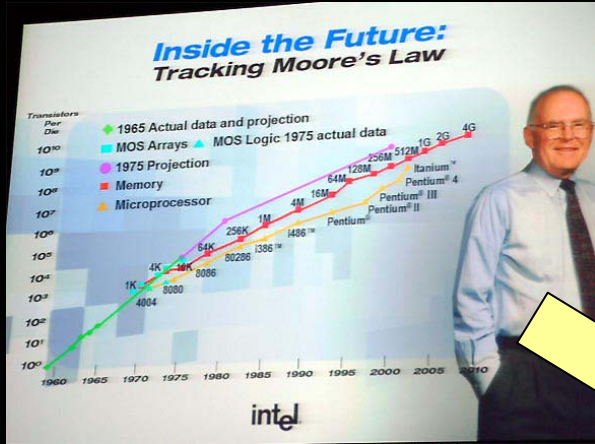 Inside the Future:
Tracking Moore's Law
Transistors
Per
Die
10¹⁰
10⁹
10⁸
10⁷
10⁶
10⁵
10⁴
10³
10²
10¹
10⁰
1965 Actual data and projection
MOS Arrays MOS Logic 1975 actual data
1975 Projection
Memory
Microprocessor
1K
4K
16K
64K
256K
1M
4M
16M
64M
128M
256M
512M
1G
2G
4G
4004
8080
8086
80286
i386™
i486™
Pentium®
Pentium® II
Pentium® III
Pentium® 4
Itanium™
1960 1965 1970 1975 1980 1985 1990 1995 2000 2005 2010
intel